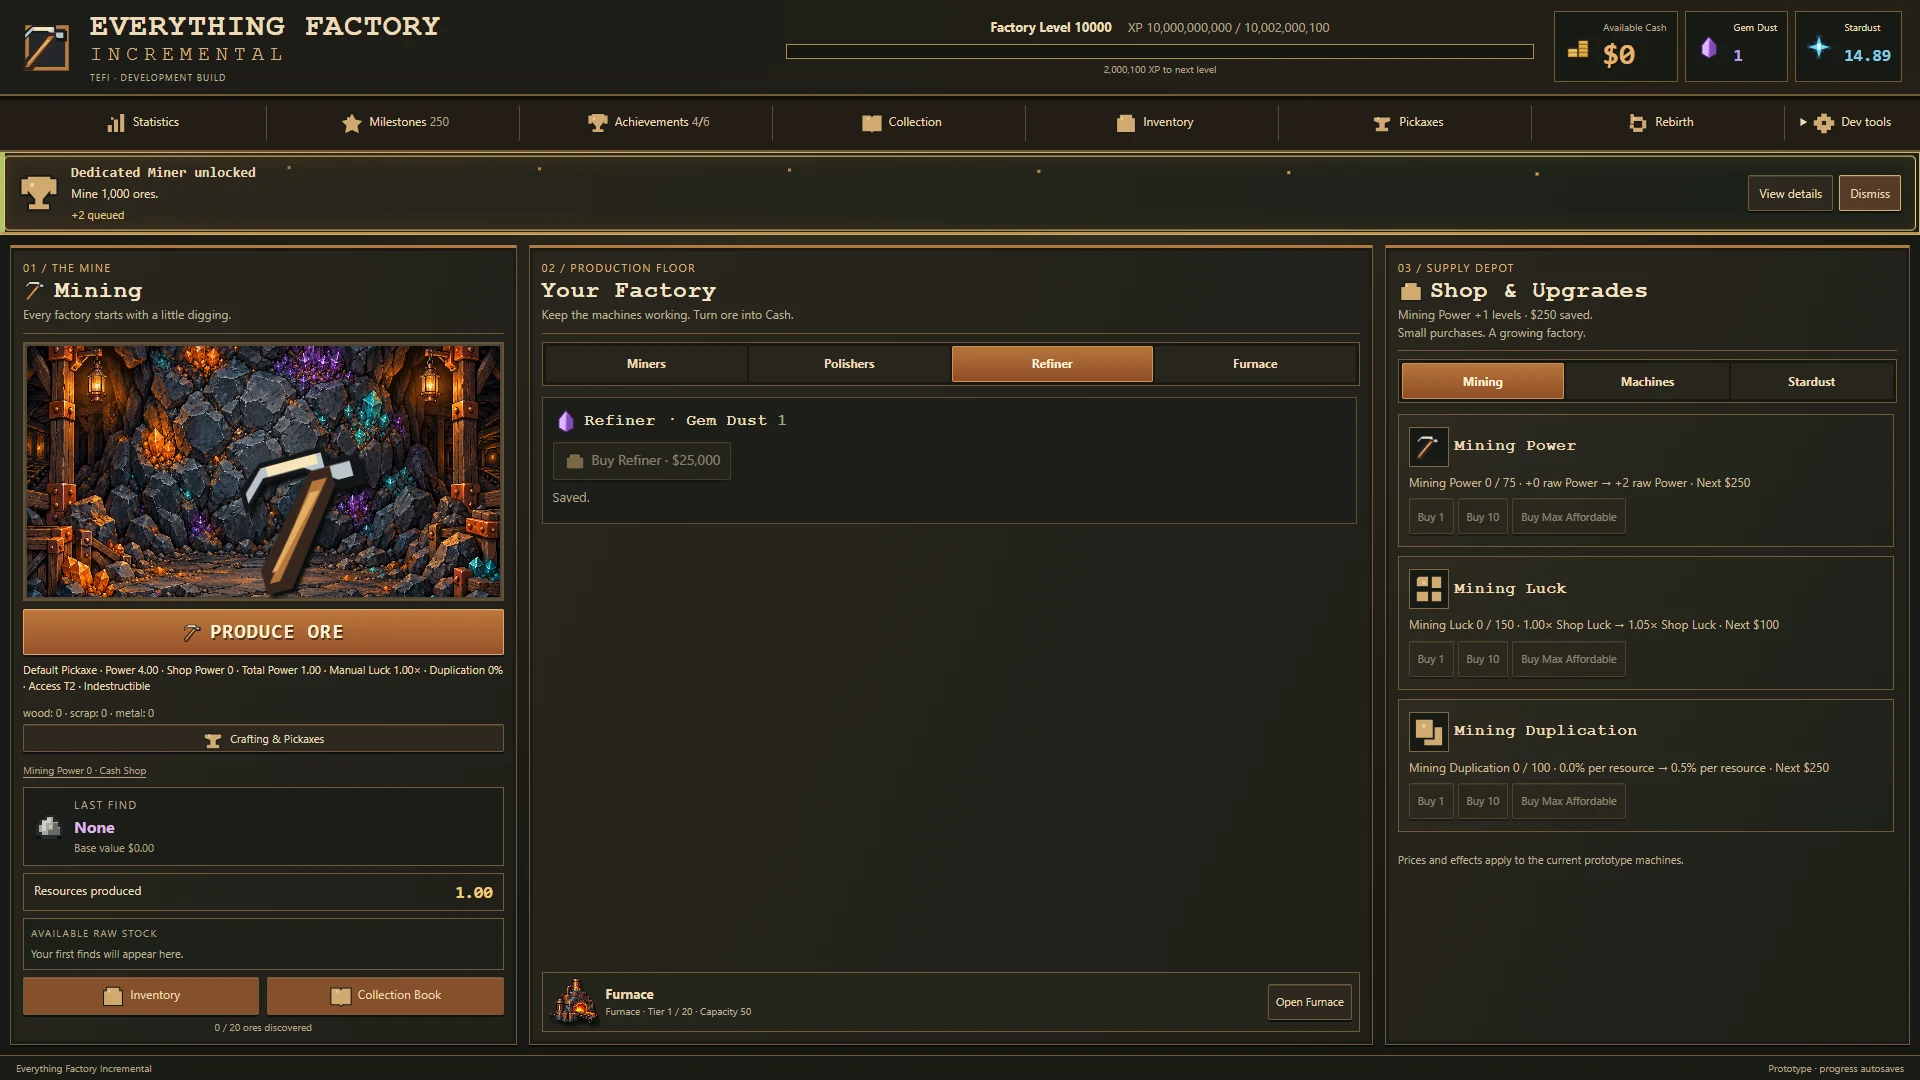 EVERYTHING FACTORY
INCREMENTAL
TEFI · DEVELOPMENT BUILD
Factory Level 10000 XP 10,000,000,000 / 10,002,000,100
2,000,100 XP to next level
Available Cash
$0
Gem Dust
1
Stardust
14.89
Statistics
Milestones 250
Achievements 4/6
Collection
Inventory
Pickaxes
Rebirth
Dev tools
Dedicated Miner unlocked
Mine 1,000 ores.
+2 queued
View details
Dismiss
01 / THE MINE
Mining
Every factory starts with a little digging.
PRODUCE ORE
Default Pickaxe · Power 4.00 · Shop Power 0 · Total Power 1.00 · Manual Luck 1.00× · Duplication 0%
· Access T2 · Indestructible
wood: 0 · scrap: 0 · metal: 0
Crafting & Pickaxes
Mining Power 0 · Cash Shop
LAST FIND
None
Base value $0.00
Resources produced
1.00
AVAILABLE RAW STOCK
Your first finds will appear here.
Inventory
Collection Book
0 / 20 ores discovered
02 / PRODUCTION FLOOR
Your Factory
Keep the machines working. Turn ore into Cash.
Miners
Polishers
Refiner
Furnace
Refiner · Gem Dust 1
Buy Refiner · $25,000
Saved.
Furnace
Furnace · Tier 1 / 20 · Capacity 50
Open Furnace
03 / SUPPLY DEPOT
Shop & Upgrades
Mining Power +1 levels · $250 saved.
Small purchases. A growing factory.
Mining
Machines
Stardust
Mining Power
Mining Power 0 / 75 · +0 raw Power → +2 raw Power · Next $250
Buy 1
Buy 10
Buy Max Affordable
Mining Luck
Mining Luck 0 / 150 · 1.00× Shop Luck → 1.05× Shop Luck · Next $100
Buy 1
Buy 10
Buy Max Affordable
Mining Duplication
Mining Duplication 0 / 100 · 0.0% per resource → 0.5% per resource · Next $250
Buy 1
Buy 10
Buy Max Affordable
Prices and effects apply to the current prototype machines.
Everything Factory Incremental
Prototype · progress autosaves